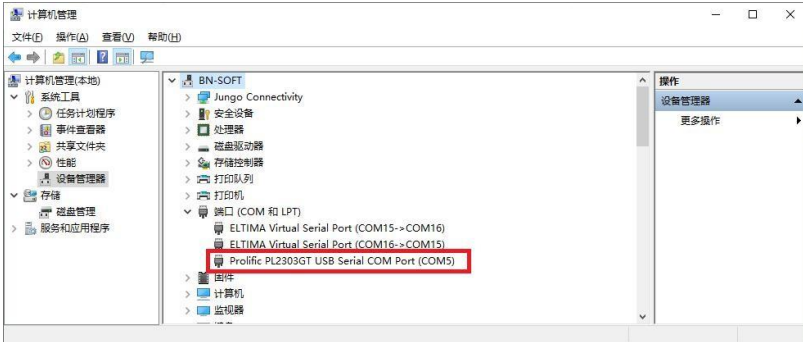 计算机管理
文件(F) 操作(A) 查看(V) 帮助(H)
计算机管理(本地)
系统工具
任务计划程序
事件查看器
共享文件夹
性能
设备管理器
存储
磁盘管理
服务和应用程序
BN-SOFT
Jungo Connectivity
安全设备
处理器
磁盘驱动器
存储控制器
打印队列
打印机
端口 (COM 和 LPT)
ELTIMA Virtual Serial Port (COM15->COM16)
ELTIMA Virtual Serial Port (COM16->COM15)
Prolific PL2303GT USB Serial COM Port (COM5)
固件
计算机
监视器
操作
设备管理器
更多操作